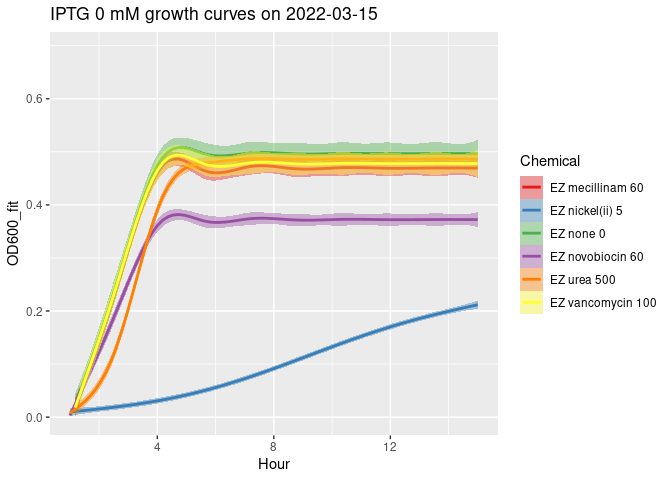 IPTG 0 mM growth curves on 2022-03-15
0.6
0.4
0.2
0.0
OD600_fit
4
8
12
Hour
Chemical
EZ mecillinam 60
EZ nickel(ii) 5
EZ none 0
EZ novobiocin 60
EZ urea 500
EZ vancomycin 100